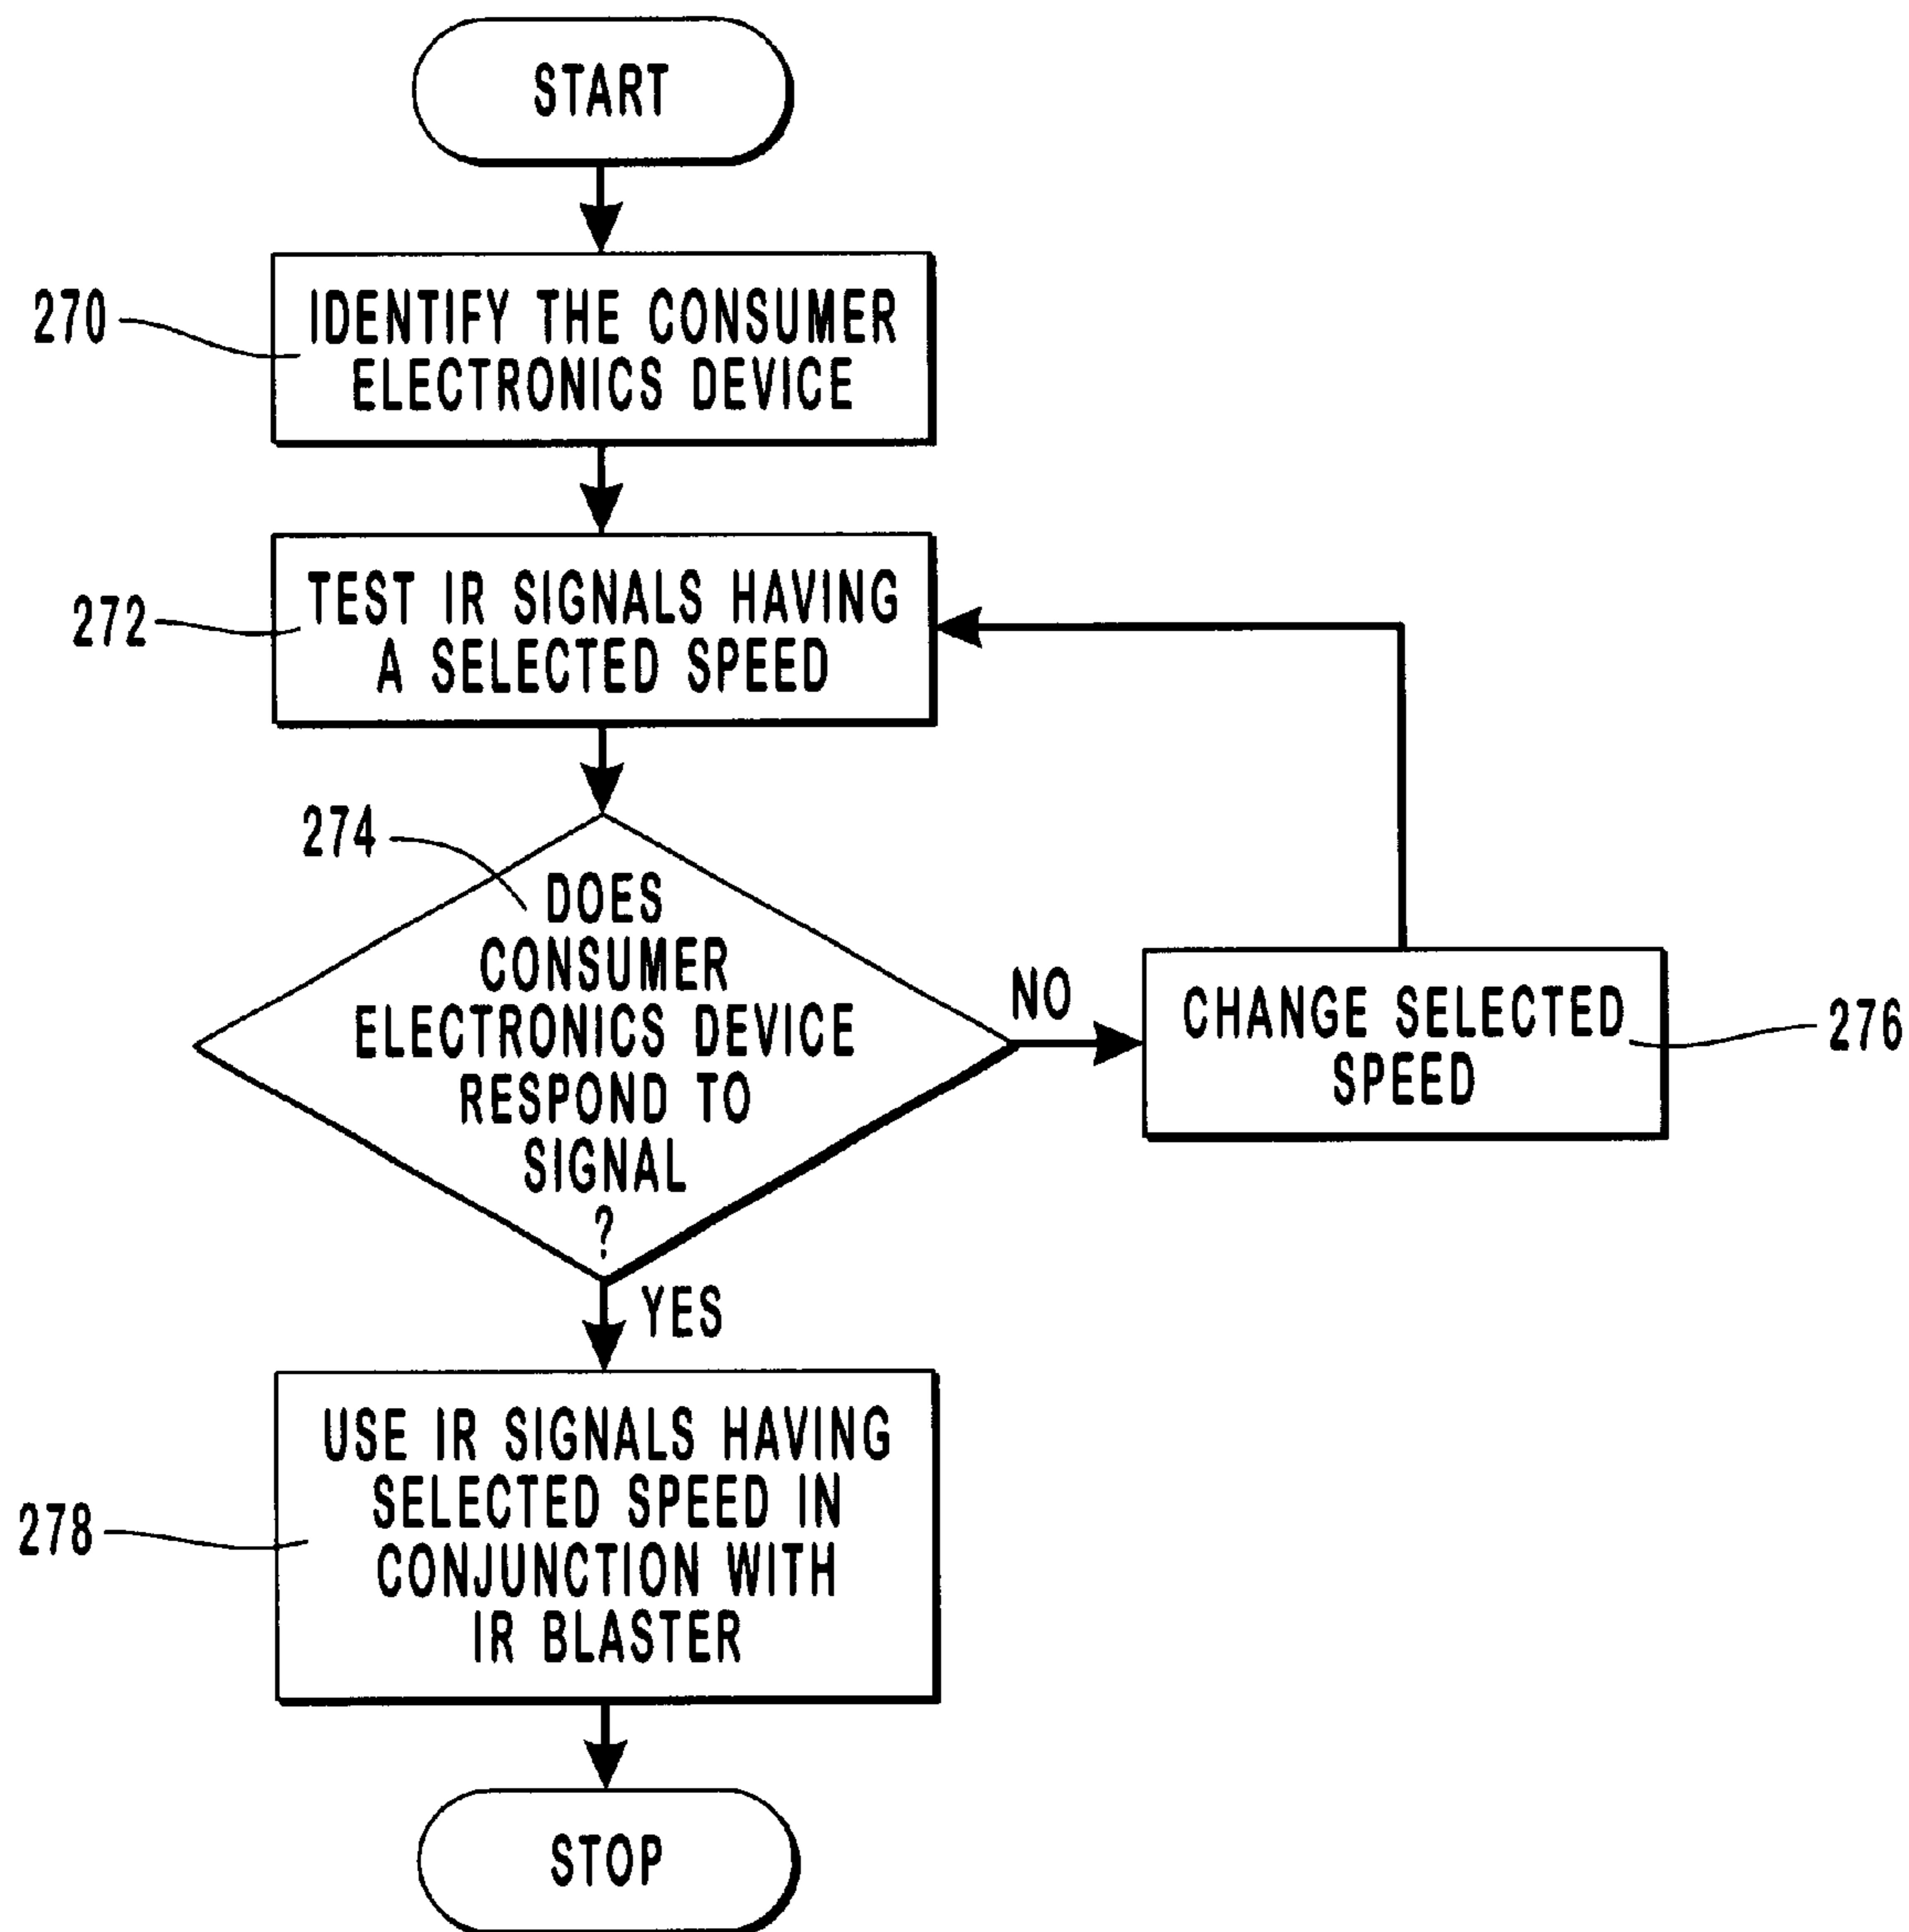 START
270
IDENTIFY THE CONSUMER
ELECTRONICS DEVICE
272
TEST IR SIGNALS HAVING
A SELECTED SPEED
274
DOES
CONSUMER
ELECTRONICS DEVICE
RESPOND TO
SIGNAL
?
NO
CHANGE SELECTED
SPEED
276
YES
278
USE IR SIGNALS HAVING
SELECTED SPEED IN
CONJUNCTION WITH
IR BLASTER
STOP